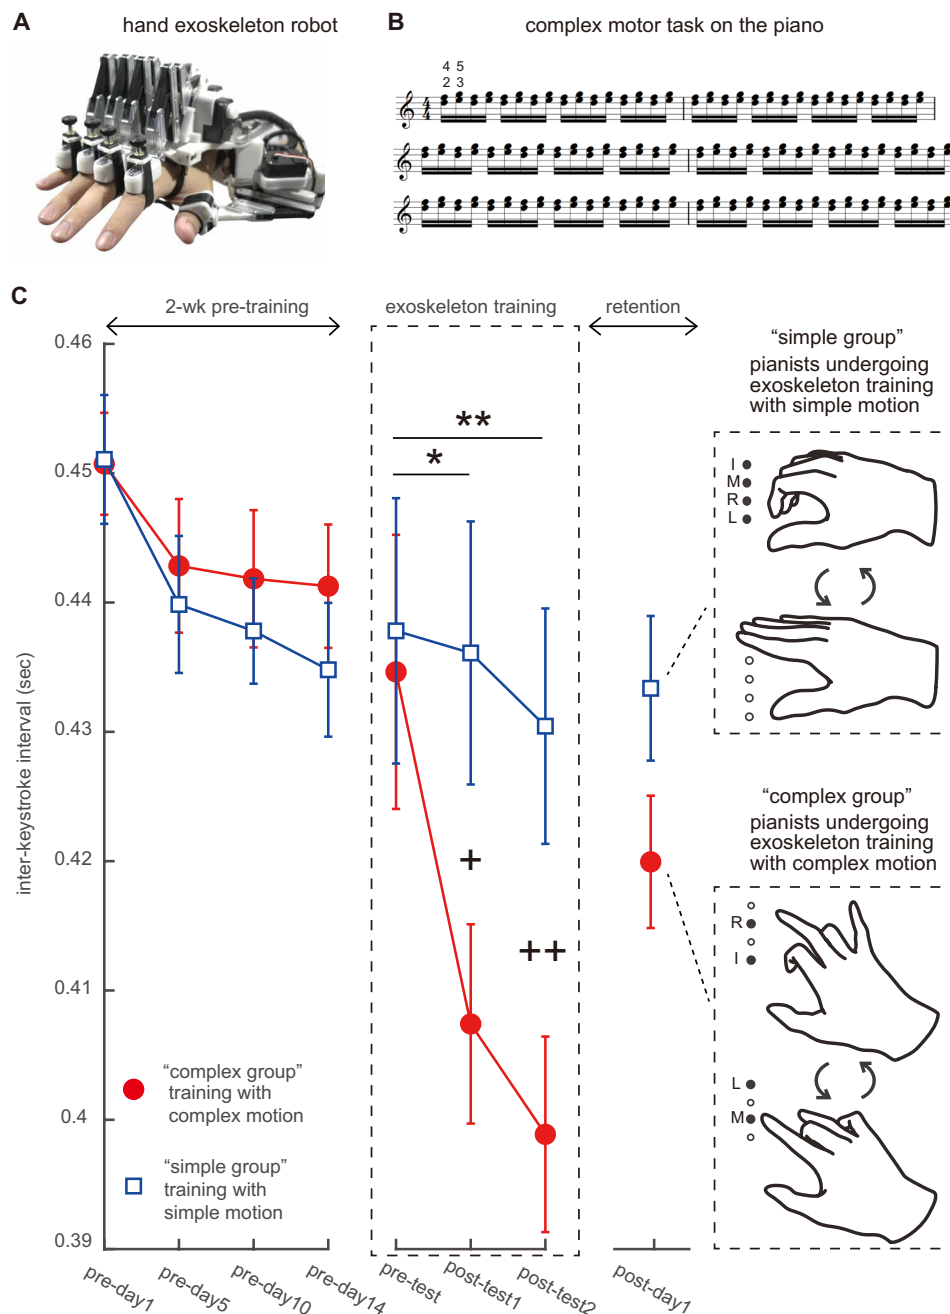 A
hand exoskeleton robot
B
complex motor task on the piano
4 5
2 3
4
4
C
2-wk pre-training
exoskeleton training
retention
inter-keystroke interval (sec)
0.46
0.45
0.44
0.43
0.42
0.41
0.4
0.39
**
*
+
++
"complex group"
training with
complex motion
"simple group"
training with
simple motion
pre-day1
pre-day5
pre-day10
pre-day14
pre-test
post-test1
post-test2
post-day1
“simple group”
pianists undergoing
exoskeleton training
with simple motion
I
M
R
L
“complex group”
pianists undergoing
exoskeleton training
with complex motion
R
I
L
M